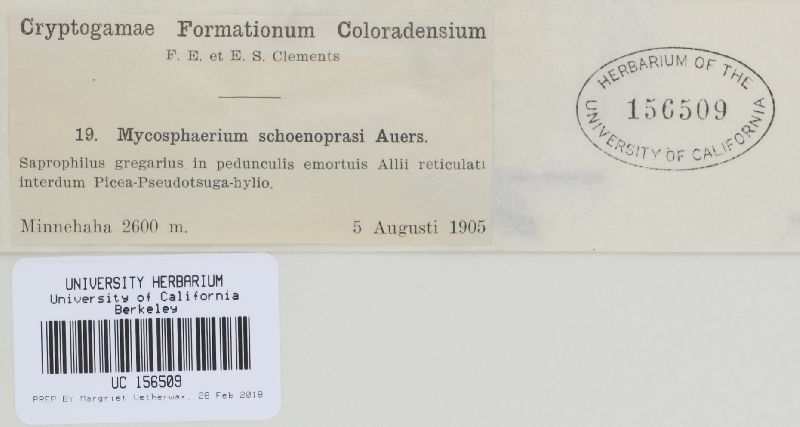 Cryptogamae Formationum Coloradensium
F. E. et E. S. Clements
19. Mycosphaerium schoenoprasi Auers.
Saprophilus gregarius in pedunculis emortuis Allii reticulati
interdum Picea-Pseudotsuga-hylio.
Minnehaha 2600 m. 5 Augusti 1905
HERBARIUM OF THE
156509
UNIVERSITY OF CALIFORNIA
UNIVERSITY HERBARIUM
University of California
Berkeley
UC 156509
PREP BY Margriet Wetherwax, 26 Feb 2018